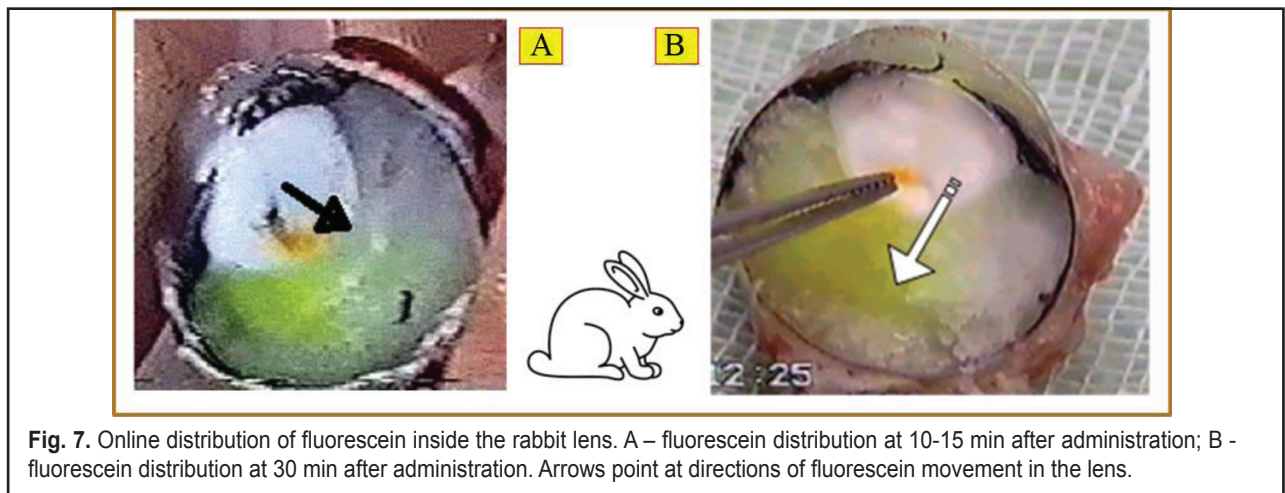 A
B
12:25
Fig. 7. Online distribution of fluorescein inside the rabbit lens. A – fluorescein distribution at 10-15 min after administration; B -
fluorescein distribution at 30 min after administration. Arrows point at directions of fluorescein movement in the lens.